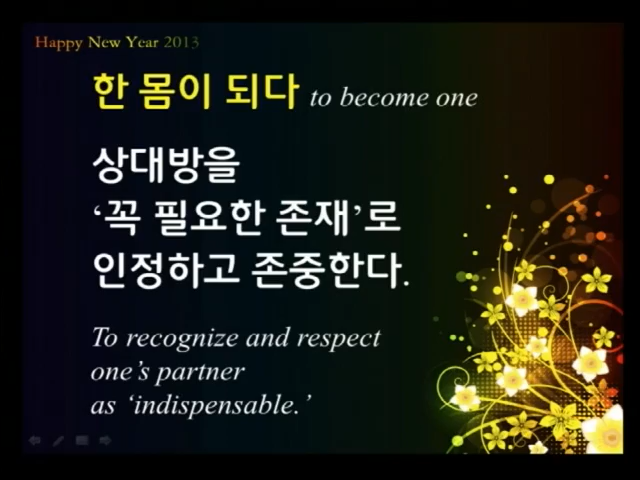 Happy New Year 2013
한 몸이 되다 to become one
상대방을
‘꼭 필요한 존재’로
인정하고 존중한다.
To recognize and respect
one’s partner
as ‘indispensable.’